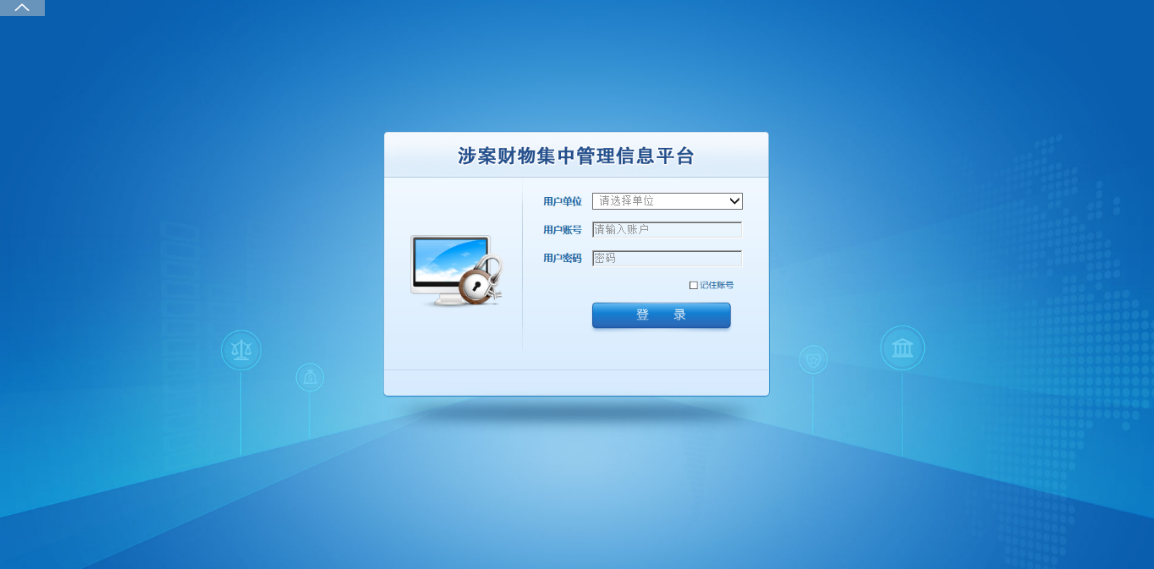 涉案财物集中管理信息平台
用户单位 请选择单位
用户账号 请输入账户
用户密码 密码
记住账号
登 录